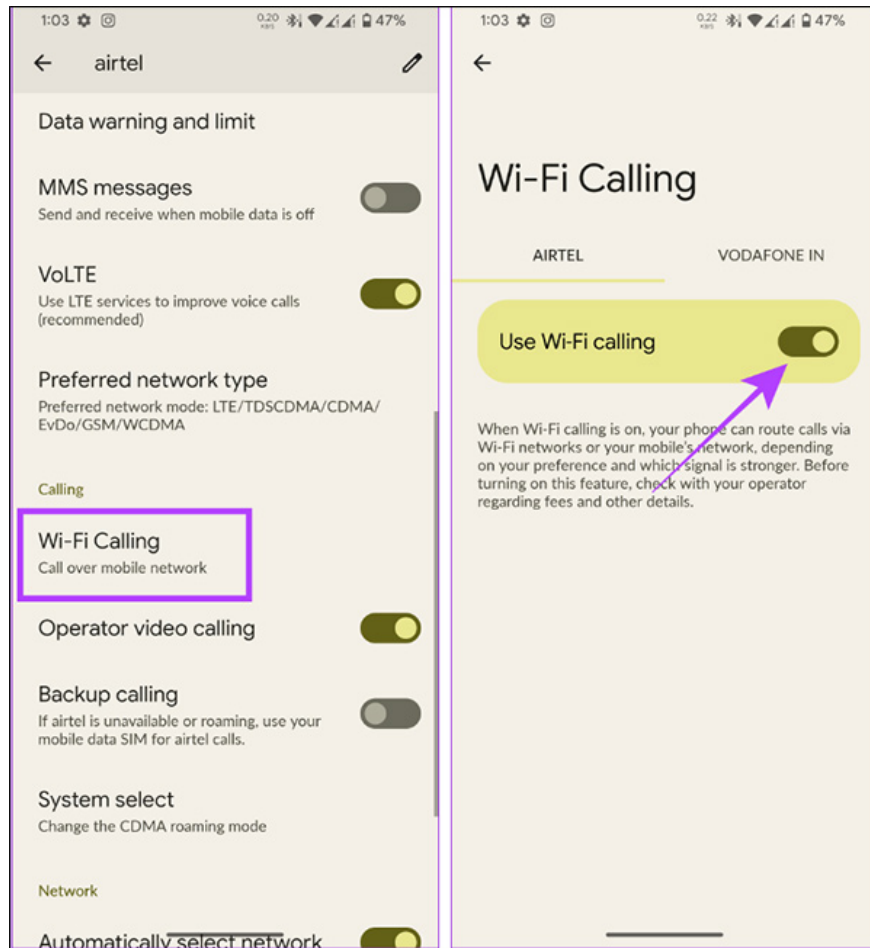 1:03
0.20
KB/S
47%
airtel
Data warning and limit
MMS messages
Send and receive when mobile data is off
VoLTE
Use LTE services to improve voice calls
(recommended)
Preferred network type
Preferred network mode: LTE/TDSCDMA/CDMA/
EvDo/GSM/WCDMA
Calling
Wi-Fi Calling
Call over mobile network
Operator video calling
Backup calling
If airtel is unavailable or roaming, use your
mobile data SIM for airtel calls.
System select
Change the CDMA roaming mode
Network
Automatically select network
1:03
0.22
KB/S
47%
Wi-Fi Calling
AIRTEL
VODAFONE IN
Use Wi-Fi calling
When Wi-Fi calling is on, your phone can route calls via
Wi-Fi networks or your mobile's network, depending
on your preference and which signal is stronger. Before
turning on this feature, check with your operator
regarding fees and other details.